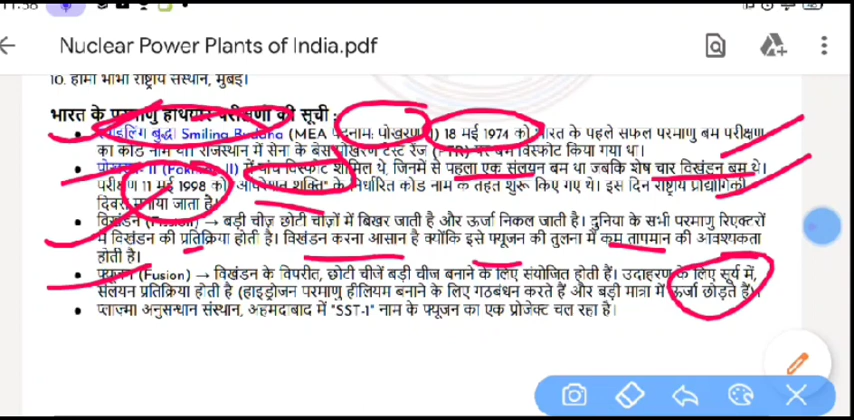 11:58
Nuclear Power Plants of India.pdf
10. होमी भाभी राष्ट्रीय संस्थान, मुंबई।
भारत के परमाणु हथियार परीक्षणों की सूची :
बुद्ध। Smiling Buddha (MEA पदनाम: पोखरण I) 18 मई 1974 को भारत के पहले सफल परमाणु बम परीक्षण
का कोड नाम था। राजस्थान में सेना के बेस पोखरण टेस्ट रेंज (PTR) पर बम विस्फोट किया गया था।
पोखरण II पांच विस्फोट शामिल थे, जिनमें से पहला एक संलयन बम था जबकि शेष चार विखंडन बम थे।
परीक्षण 11 मई 1998 को शक्ति" के निर्धारित कोड नाम के तहत शुरू किए गए थे। इस दिन राष्ट्रीय प्रौद्योगिकी
दिवस मनाया जाता है।
विखंडन (Fission) → बड़ी चीज़ छोटी चीज़ों में बिखर जाती है और ऊर्जा निकल जाती है। दुनिया के सभी परमाणु रिएक्टरों
में विखंडन की प्रतिक्रिया होती है। विखंडन करना आसान है क्योंकि इसे फ्यूजन की तुलना में कम तापमान की आवश्यकता
होती है।
फ्यूजन (Fusion) → विखंडन के विपरीत, छोटी चीजें बड़ी चीज बनाने के लिए संयोजित होती हैं। उदाहरण के लिए सूर्य में,
संलयन प्रतिक्रिया होती है (हाइड्रोजन परमाणु हीलियम बनाने के लिए गठबंधन करते हैं और बड़ी मात्रा में ऊर्जा छोड़ते हैं)।
प्लाज्मा अनुसन्धान संस्थान, अहमदाबाद में "SST-1" नाम के फ्यूजन का एक प्रोजेक्ट चल रहा है।